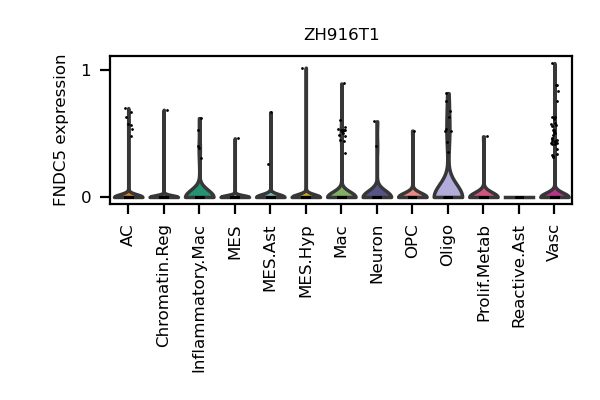 ZH916T1
FNDC5 expression
1
0
AC
Chromatin.Reg
Inflammatory.Mac
MES
MES.Ast
MES.Hyp
Mac
Neuron
OPC
Oligo
Prolif.Metab
Reactive.Ast
Vasc